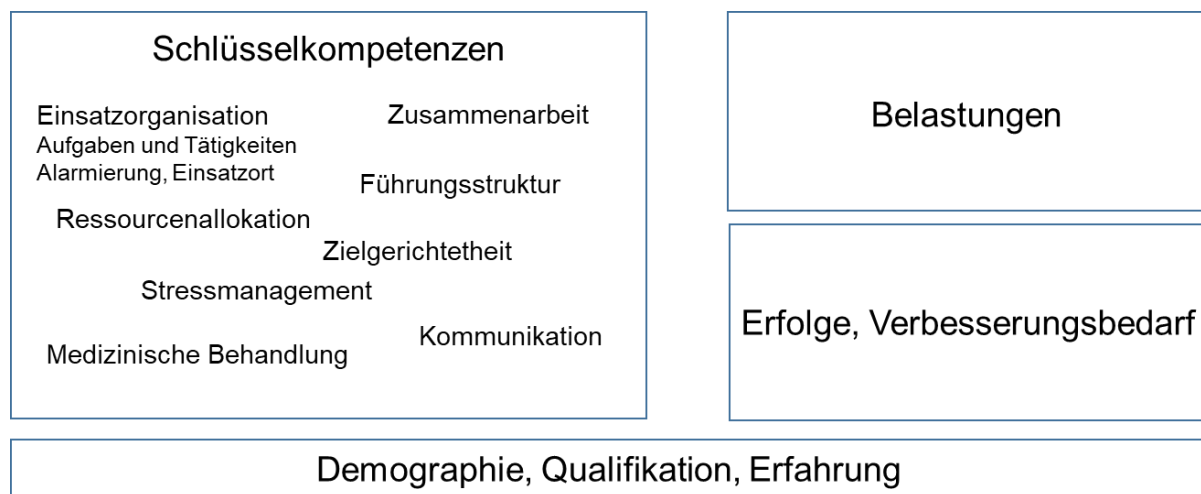 Schlüsselkompetenzen
Einsatzorganisation
Aufgaben und Tätigkeiten
Alarmierung, Einsatzort
Zusammenarbeit
Führungsstruktur
Ressourcenallokation
Zielgerichtetheit
Stressmanagement
Kommunikation
Medizinische Behandlung
Belastungen
Erfolge, Verbesserungsbedarf
Demographie, Qualifikation, Erfahrung